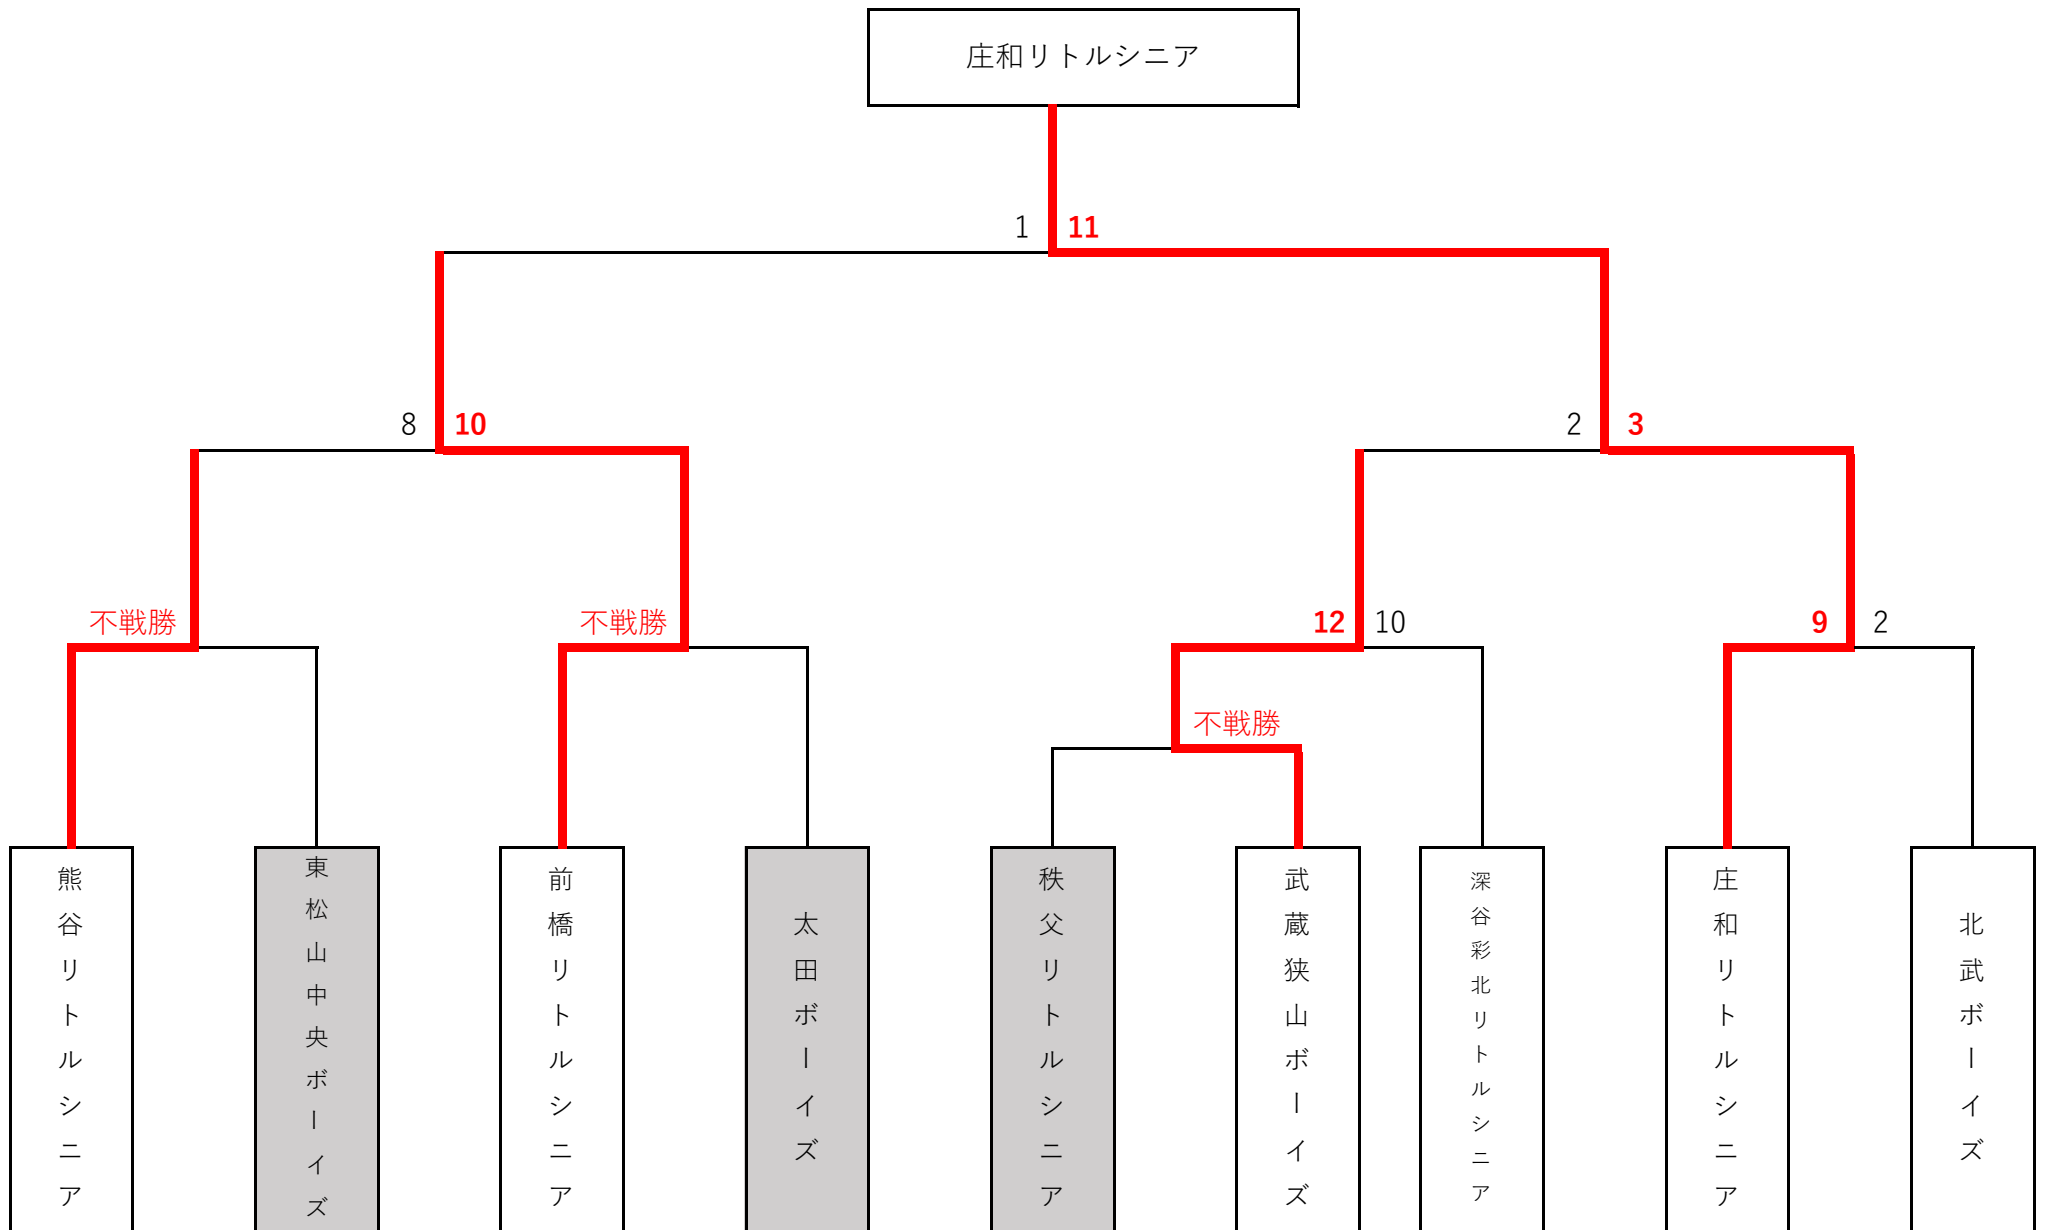 庄和リトルシニア
1
11
8
10
2
3
不戦勝
不戦勝
12
10
9
2
不戦勝
熊谷リトルシニア
東松山中央ボーイズ
前橋リトルシニア
太田ボーイズ
秩父リトルシニア
武蔵狭山ボーイズ
深谷彩北リトルシニア
庄和リトルシニア
北武ボーイズ